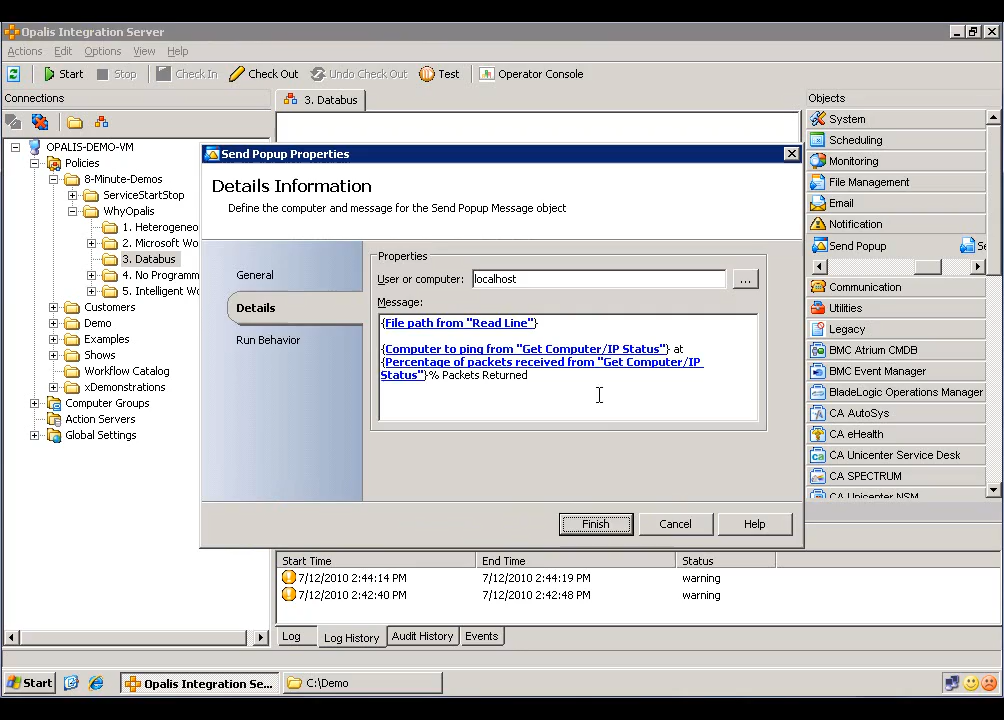 Opalis Integration Server
Actions Edit Options View Help
Start Stop Check In Check Out Undo Check Out Test Operator Console
Connections
3. Databus
Objects
OPALIS-DEMO-VM
Policies
8-Minute-Demos
ServiceStartStop
WhyOpalis
1. Heterogeneo
2. Microsoft Wo
3. Databus
4. No Programm
5. Intelligent Wo
Customers
Demo
Examples
Shows
Workflow Catalog
xDemonstrations
Computer Groups
Action Servers
Global Settings
Send Popup Properties
Details Information
Define the computer and message for the Send Popup Message object
General
Details
Run Behavior
Properties
User or computer: localhost ...
Message:
{File path from "Read Line"}
{Computer to ping from "Get Computer/IP Status"} at
{Percentage of packets received from "Get Computer/IP
Status"}% Packets Returned
Finish Cancel Help
System
Scheduling
Monitoring
File Management
Email
Notification
Send Popup Se
Communication
Utilities
Legacy
BMC Atrium CMDB
BMC Event Manager
BladeLogic Operations Manager
CA AutoSys
CA eHealth
CA Unicenter Service Desk
CA SPECTRUM
CA Unicenter NSM
Start Time End Time Status
7/12/2010 2:44:14 PM 7/12/2010 2:44:19 PM warning
7/12/2010 2:42:40 PM 7/12/2010 2:42:48 PM warning
Log Log History Audit History Events
Start Opalis Integration Se... C:\Demo